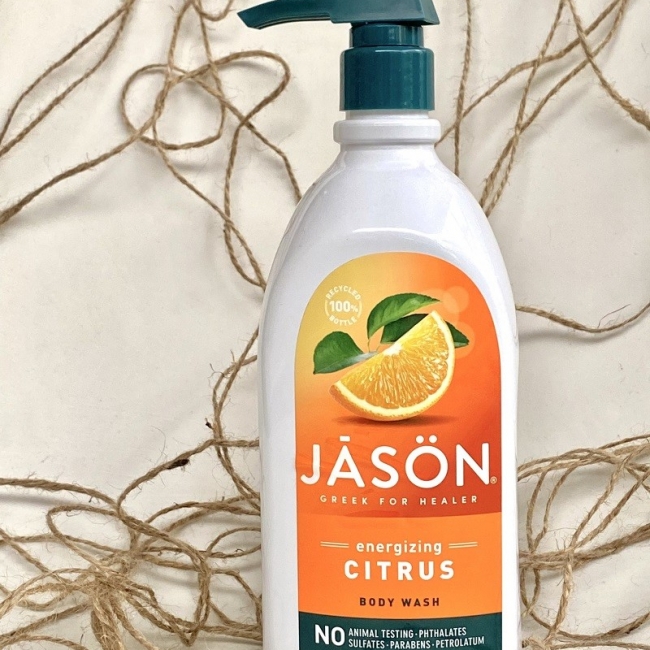 RECYCLED
100%
BOTTLE
JĀSÖN®
GREEK FOR HEALER
energizing
CITRUS
BODY WASH
NO ANIMAL TESTING · PHTHALATES
SULFATES · PARABENS · PETROLATUM